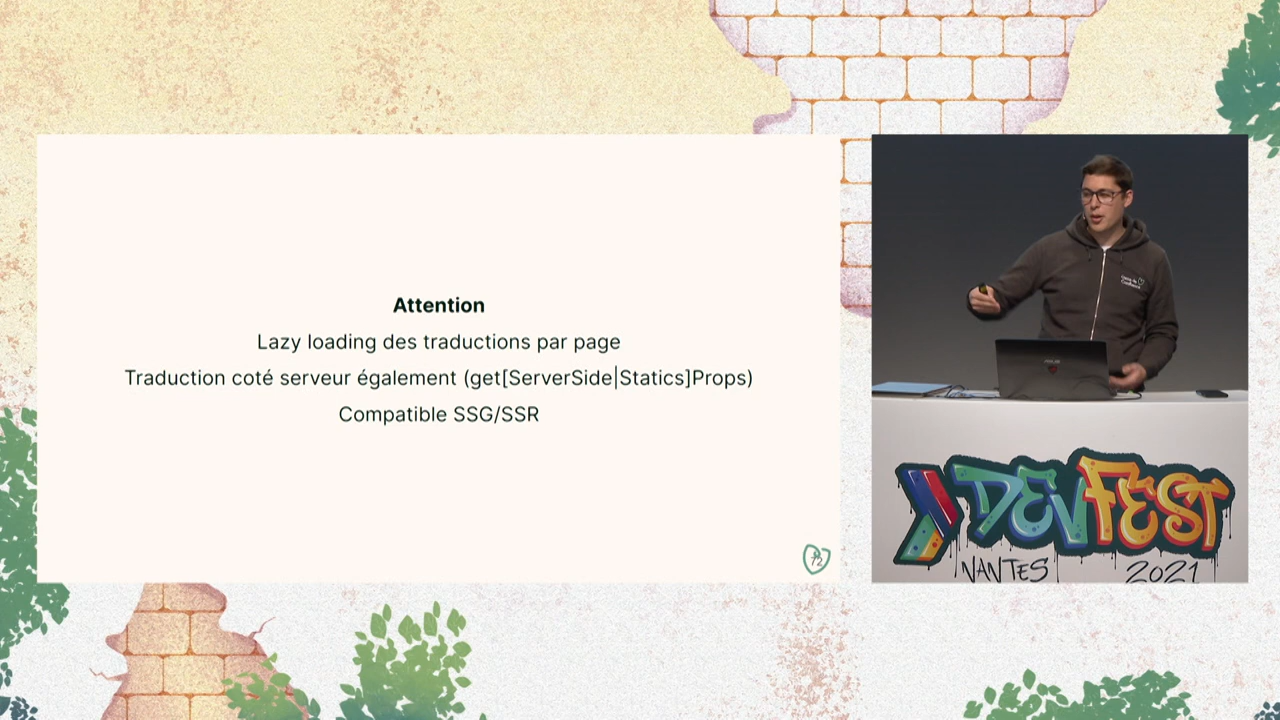 Attention
Lazy loading des traductions par page
Traduction coté serveur également (get[ServerSide|Statics]Props)
Compatible SSG/SSR
ASUS
DEVFEST
NANTES 2021